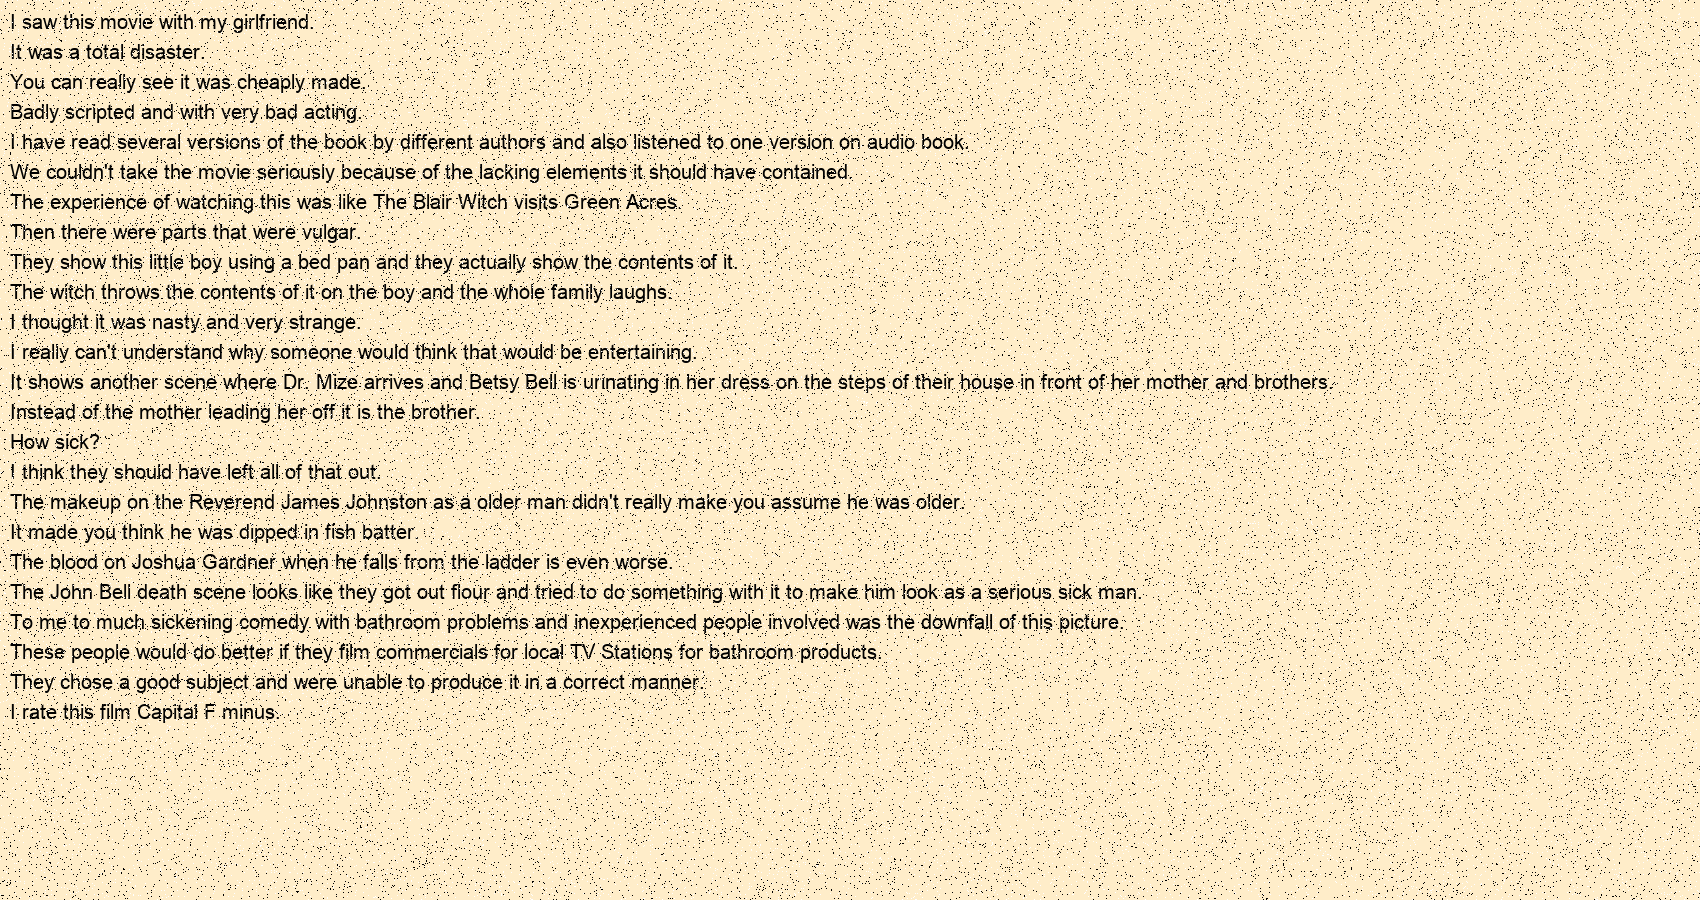 I saw this movie with my girlfriend.
It was a total disaster.
You can really see it was cheaply made.
Badly scripted and with very bad acting.
I have read several versions of the book by different authors and also listened to one version on audio book.
We couldn't take the movie seriously because of the lacking elements it should have contained.
The experience of watching this was like The Blair Witch visits Green Acres.
Then there were parts that were vulgar.
They show this little boy using a bed pan and they actually show the contents of it.
The witch throws the contents of it on the boy and the whole family laughs.
I thought it was nasty and very strange.
I really can't understand why someone would think that would be entertaining.
It shows another scene where Dr. Mize arrives and Betsy Bell is urinating in her dress on the steps of their house in front of her mother and brothers.
Instead of the mother leading her off it is the brother.
How sick?
I think they should have left all of that out.
The makeup on the Reverend James Johnston as a older man didn't really make you assume he was older.
It made you think he was dipped in fish batter.
The blood on Joshua Gardner when he falls from the ladder is even worse.
The John Bell death scene looks like they got out flour and tried to do something with it to make him look as a serious sick man.
To me to much sickening comedy with bathroom problems and inexperienced people involved was the downfall of this picture.
These people would do better if they film commercials for local TV Stations for bathroom products.
They chose a good subject and were unable to produce it in a correct manner.
I rate this film Capital F minus.